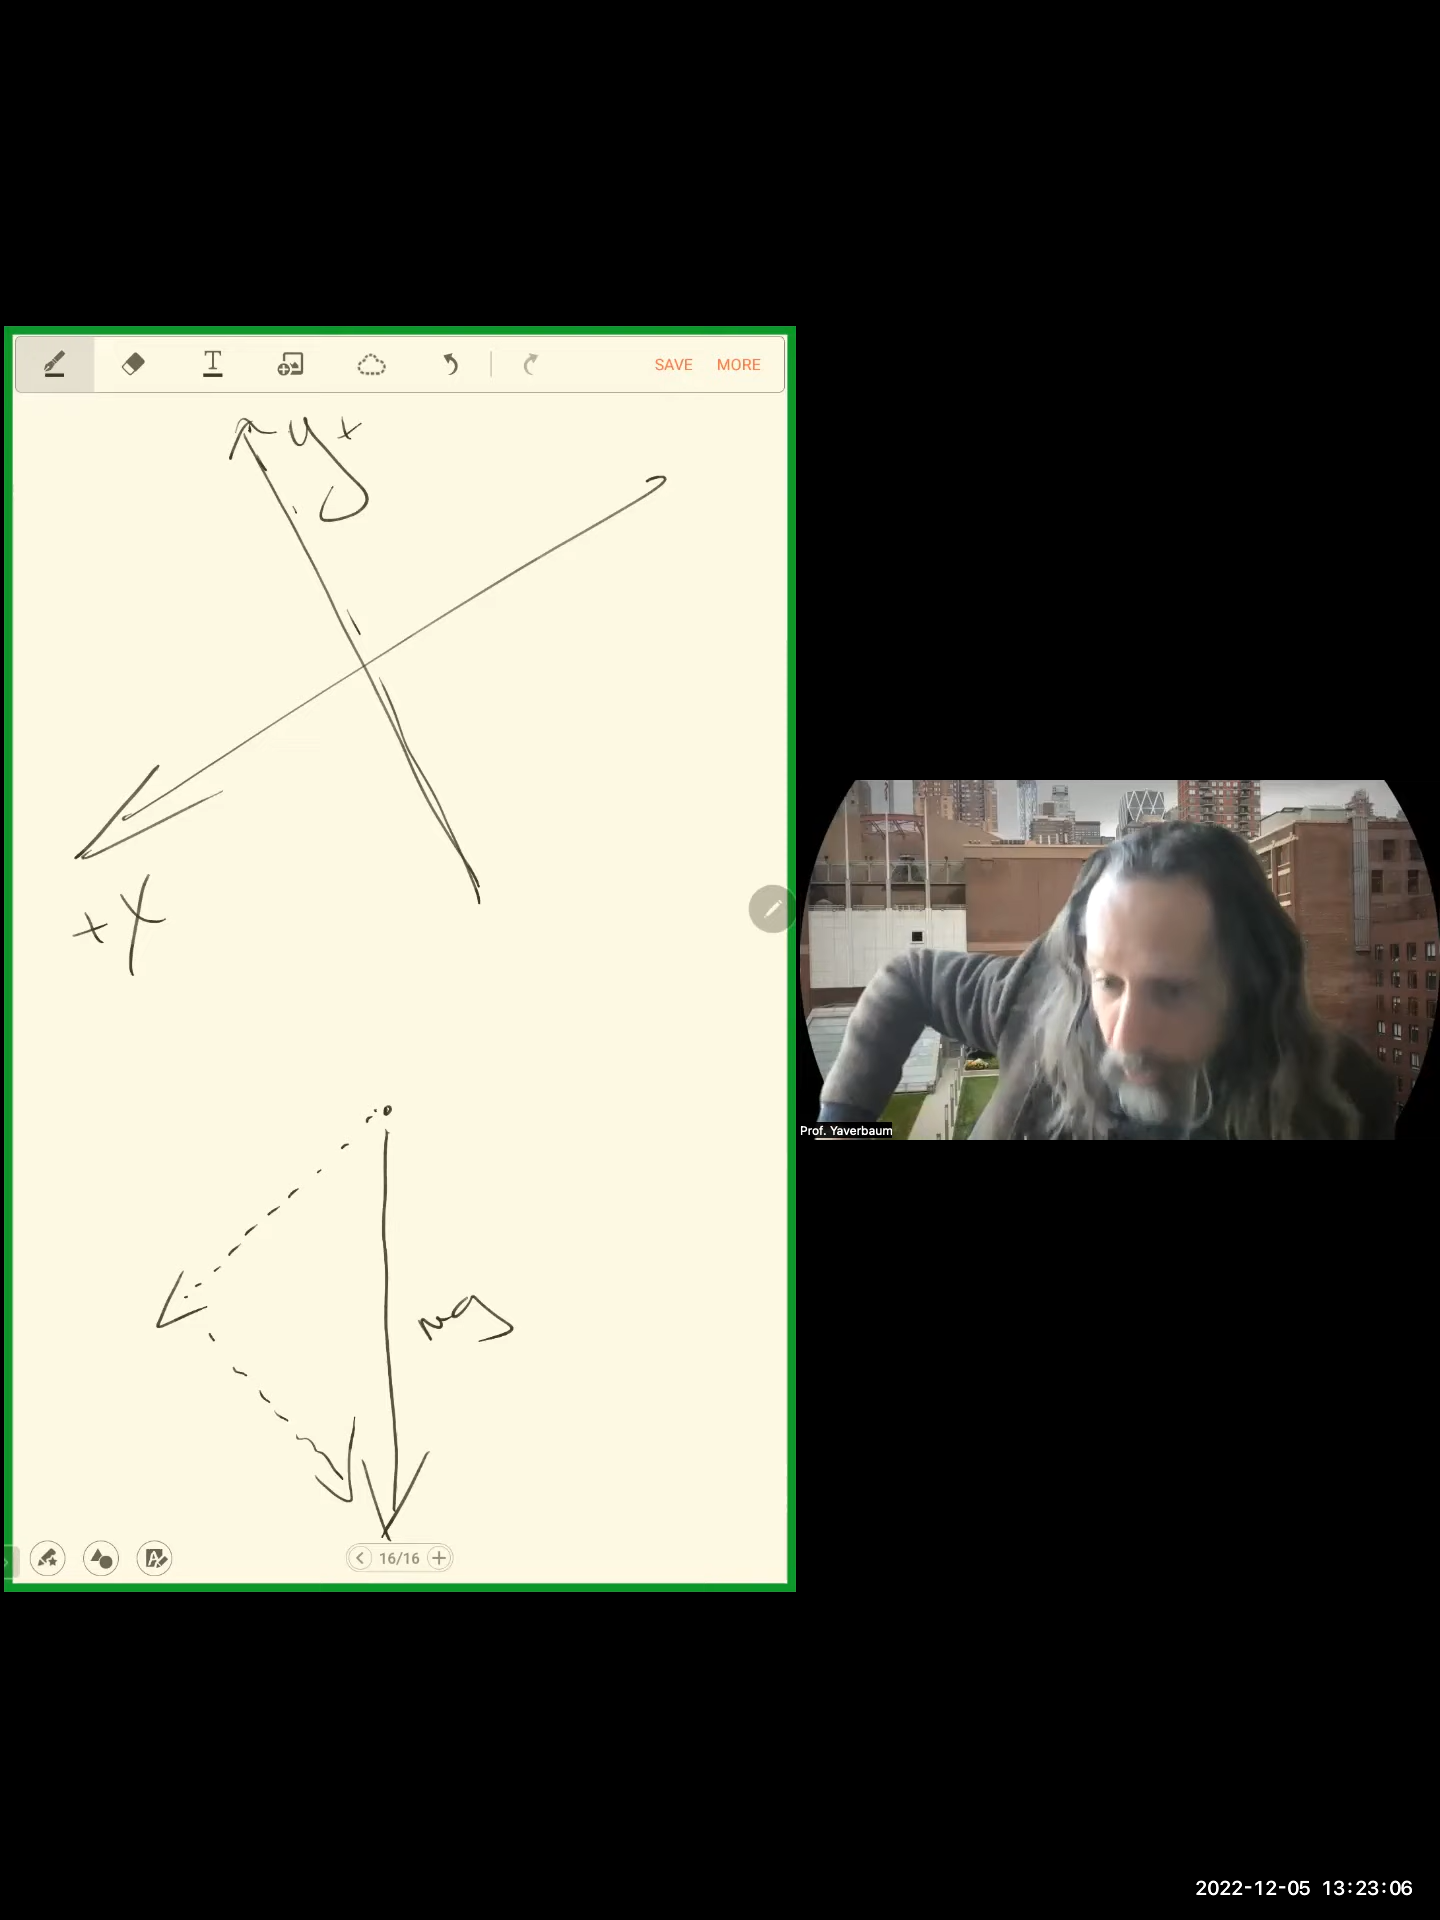 T
SAVE MORE
y+
+X
mg
Prof. Yaverbaum
A
16/16
2022-12-05 13:23:06